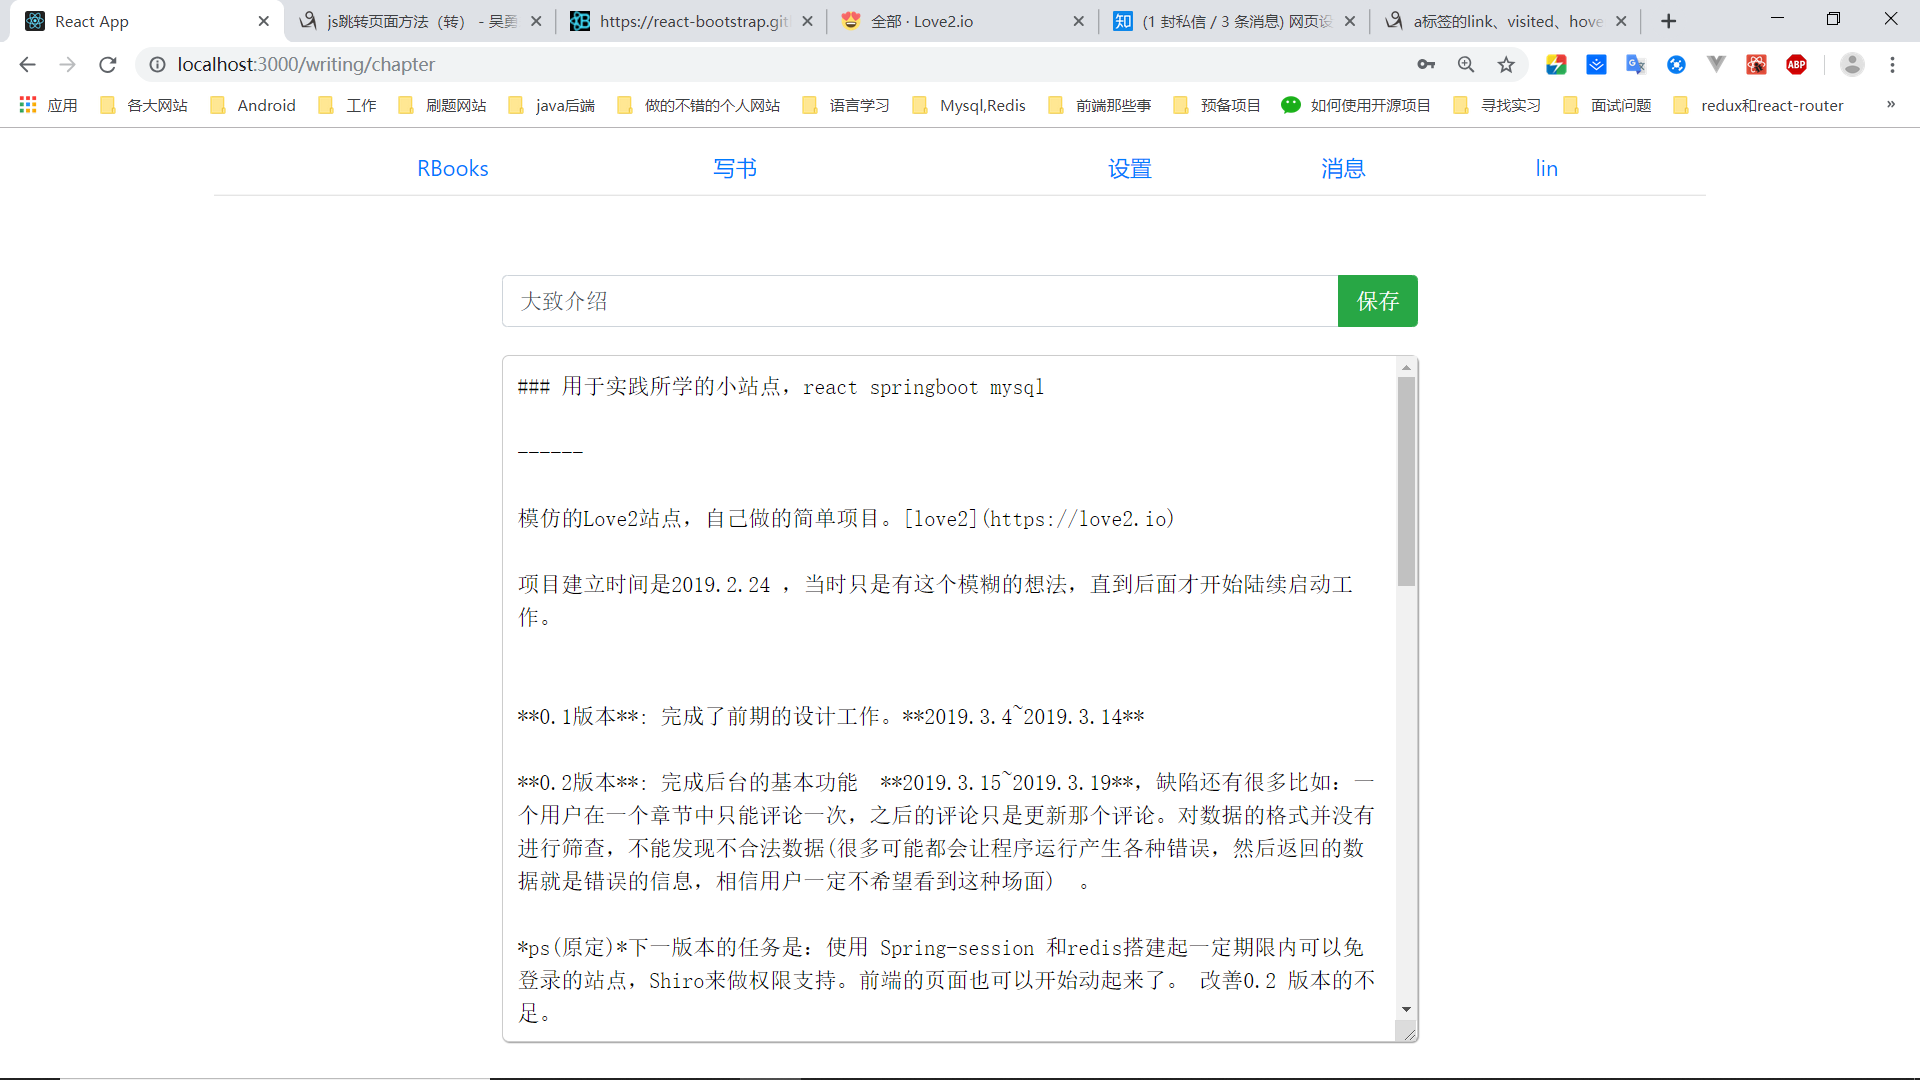 React App
js跳转页面方法（转） - 吴勇
https://react-bootstrap.git
全部 · Love2.io
(1 封私信 / 3 条消息) 网页设
a标签的link、visited、hove
localhost:3000/writing/chapter
应用
各大网站
Android
工作
刷题网站
java后端
做的不错的个人网站
语言学习
Mysql,Redis
前端那些事
预备项目
如何使用开源项目
寻找实习
面试问题
redux和react-router
»
RBooks
写书
设置
消息
lin
大致介绍
保存
### 用于实践所学的小站点，react springboot mysql
------
模仿的Love2站点，自己做的简单项目。[love2](https://love2.io)
项目建立时间是2019.2.24 ，当时只是有这个模糊的想法，直到后面才开始陆续启动工
作。
**0.1版本**: 完成了前期的设计工作。**2019.3.4~2019.3.14**
**0.2版本**: 完成后台的基本功能  **2019.3.15~2019.3.19**，缺陷还有很多比如：一
个用户在一个章节中只能评论一次，之后的评论只是更新那个评论。对数据的格式并没有
进行筛查，不能发现不合法数据(很多可能都会让程序运行产生各种错误，然后返回的数
据就是错误的信息，相信用户一定不希望看到这种场面)  。
*ps(原定)*下一版本的任务是：使用 Spring-session 和redis搭建起一定期限内可以免
登录的站点，Shiro来做权限支持。前端的页面也可以开始动起来了。 改善0.2 版本的不
足。